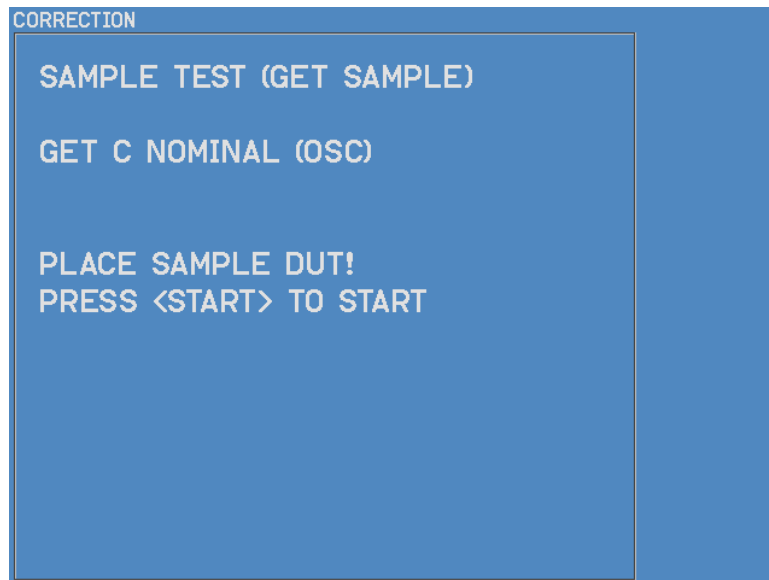 CORRECTION
SAMPLE TEST (GET SAMPLE)
GET C NOMINAL (OSC)
PLACE SAMPLE DUT!
PRESS <START> TO START